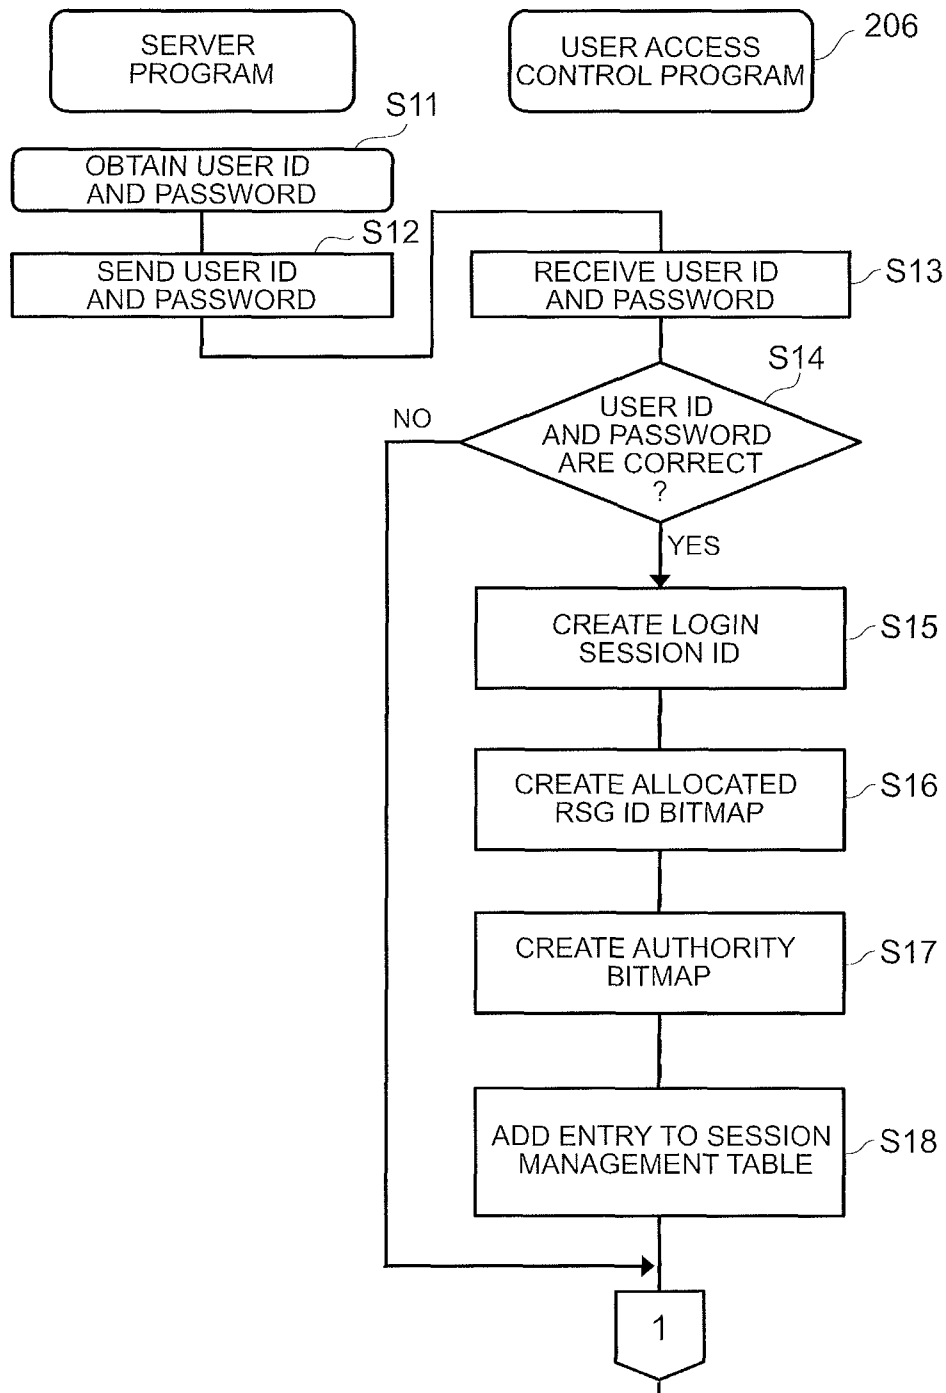 SERVER
PROGRAM
USER ACCESS
CONTROL PROGRAM
206
S11
OBTAIN USER ID
AND PASSWORD
S12
SEND USER ID
AND PASSWORD
RECEIVE USER ID
AND PASSWORD
S13
S14
NO
USER ID
AND PASSWORD
ARE CORRECT
?
YES
CREATE LOGIN
SESSION ID
S15
CREATE ALLOCATED
RSG ID BITMAP
S16
CREATE AUTHORITY
BITMAP
S17
ADD ENTRY TO SESSION
MANAGEMENT TABLE
S18
1